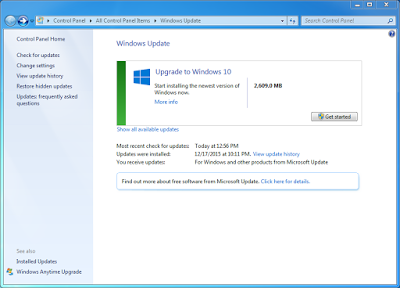 Control Panel ▸ All Control Panel Items ▸ Windows Update
Search Control Panel
Control Panel Home
Check for updates
Change settings
View update history
Restore hidden updates
Updates: frequently asked
questions
Windows Update
Upgrade to Windows 10
Start installing the newest version of
Windows now.
More info
2,609.0 MB
Get started
Show all available updates
Most recent check for updates: Today at 12:56 PM
Updates were installed: 12/17/2015 at 10:11 PM. View update history
You receive updates: For Windows and other products from Microsoft Update
Find out more about free software from Microsoft Update. Click here for details.
See also
Installed Updates
Windows Anytime Upgrade